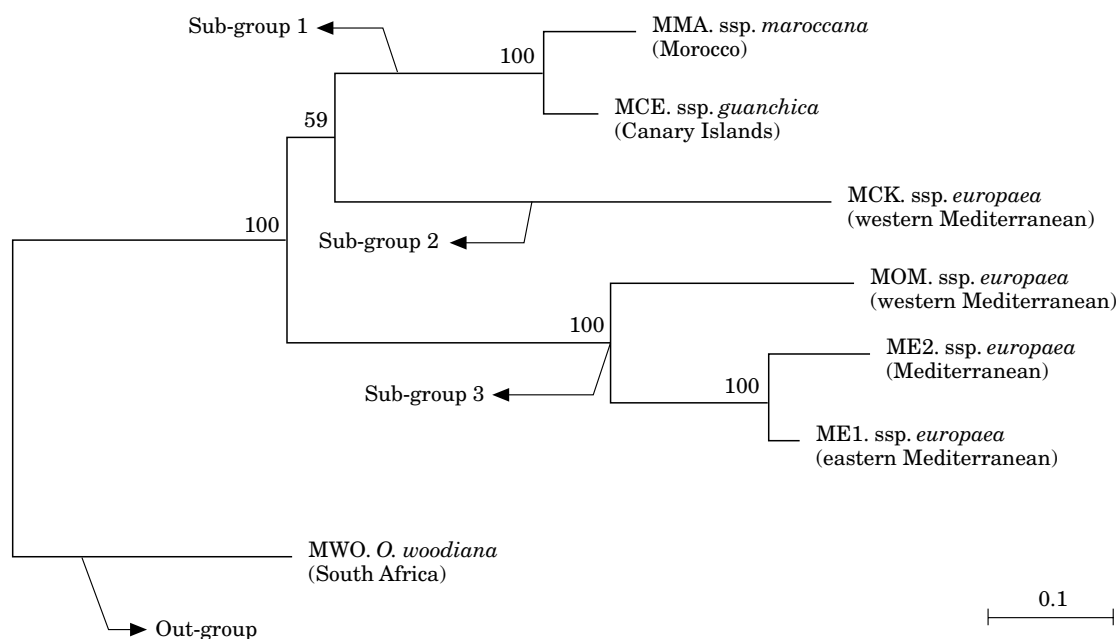 Sub-group 1
MMA. ssp. maroccana
(Morocco)
100
100
MCE. ssp. guanchica
(Canary Islands)
59
MCK. ssp. europaea
(western Mediterranean)
100
Sub-group 2
MOM. ssp. europaea
(western Mediterranean)
100
ME2. ssp. europaea
(Mediterranean)
Sub-group 3
100
ME1. ssp. europaea
(eastern Mediterranean)
MWO. O. woodiana
(South Africa)
0.1
Out-group